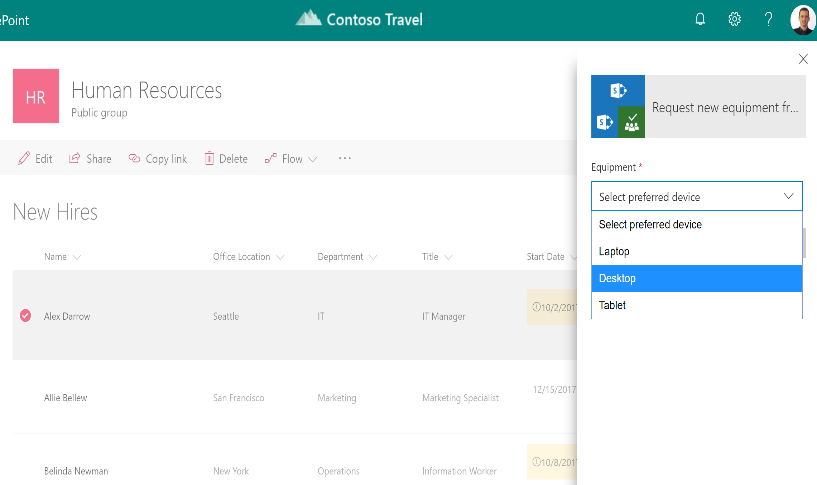 ePoint
Contoso Travel
HR
Human Resources
Public group
Edit Share Copy link Delete Flow ...
New Hires
Name Office Location Department Title Start Date
Alex Darrow Seattle IT IT Manager 10/2/2017
Allie Bellew San Francisco Marketing Marketing Specialist 12/15/2017
Belinda Newman New York Operations Information Worker 10/8/2017
Request new equipment fr...
Equipment *
Select preferred device
Select preferred device
Laptop
Desktop
Tablet